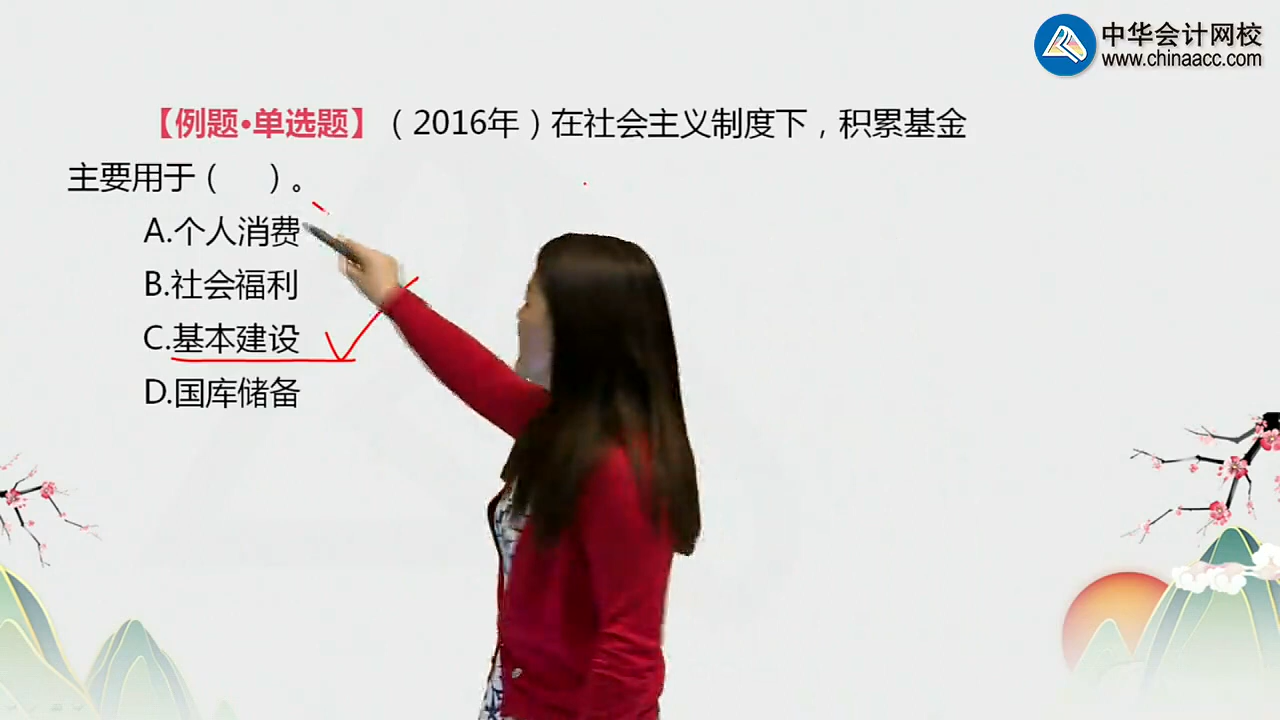 中华会计网校
www.chinaacc.com
【例题•单选题】（2016年）在社会主义制度下，积累基金
主要用于（    ）。
A.个人消费
B.社会福利
C.基本建设
D.国库储备